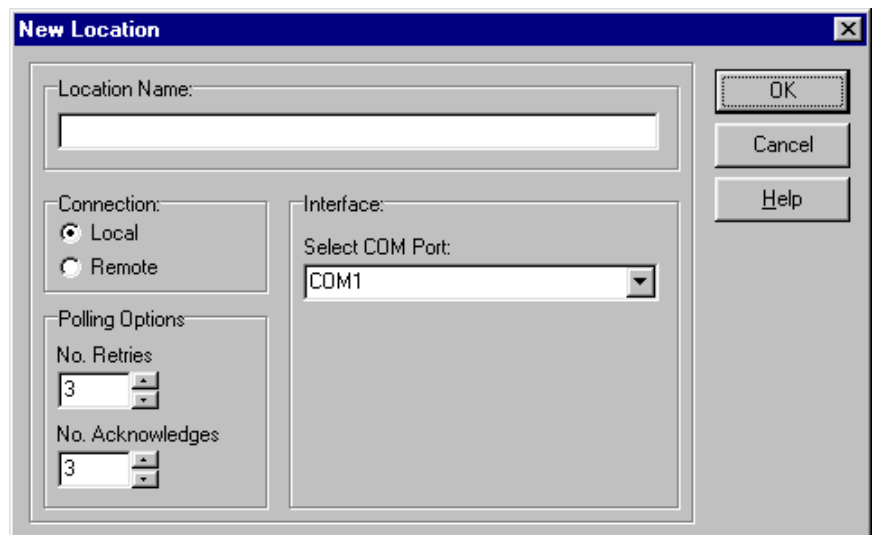 New Location
Location Name:
OK
Cancel
Help
Connection:
Local
Remote
Interface:
Select COM Port:
COM1
Polling Options
No. Retries
3
No. Acknowledges
3